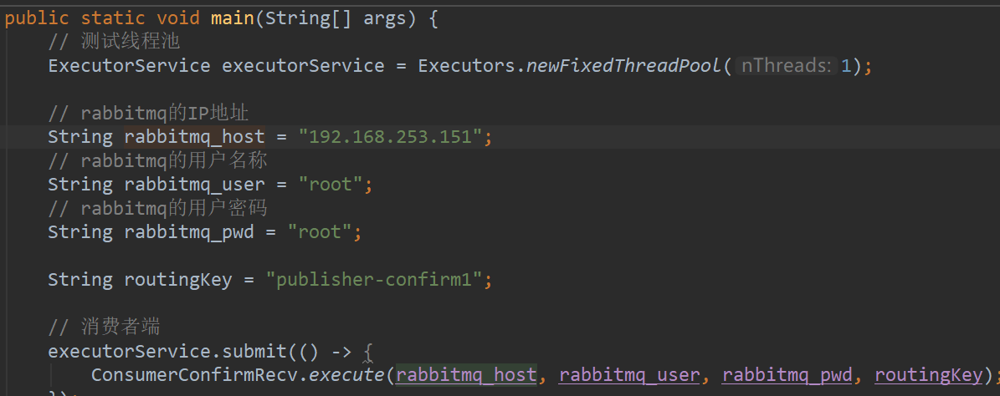 public static void main(String[] args) {
// 测试线程池
ExecutorService executorService = Executors.newFixedThreadPool( nThreads: 1);
// rabbitmq的IP地址
String rabbitmq_host = "192.168.253.151";
// rabbitmq的用户名称
String rabbitmq_user = "root";
// rabbitmq的用户密码
String rabbitmq_pwd = "root";
String routingKey = "publisher-confirm1";
// 消费者端
executorService.submit(() -> {
ConsumerConfirmRecv.execute(rabbitmq_host, rabbitmq_user, rabbitmq_pwd, routingKey);
});